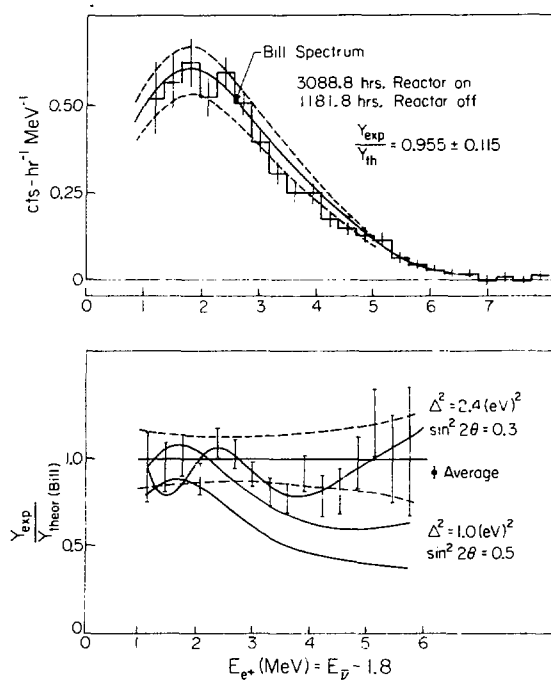 Bill Spectrum
3088.8 hrs. Reactor on
1181.8 hrs. Reactor off
Yexp
Yth
= 0.955 ± 0.115
cts-hr⁻¹ MeV⁻¹
0.50
0.25
0
0 1 2 3 4 5 6 7
Δ²=2.4(eV)²
sin² 2θ = 0.3
Average
Δ²=1.0(eV)²
sin² 2θ = 0.5
Yexp
Ytheor (Bill)
1.0
0.5
0
0 1 2 3 4 5 6
Ee+ (MeV) = Eν̄ - 1.8